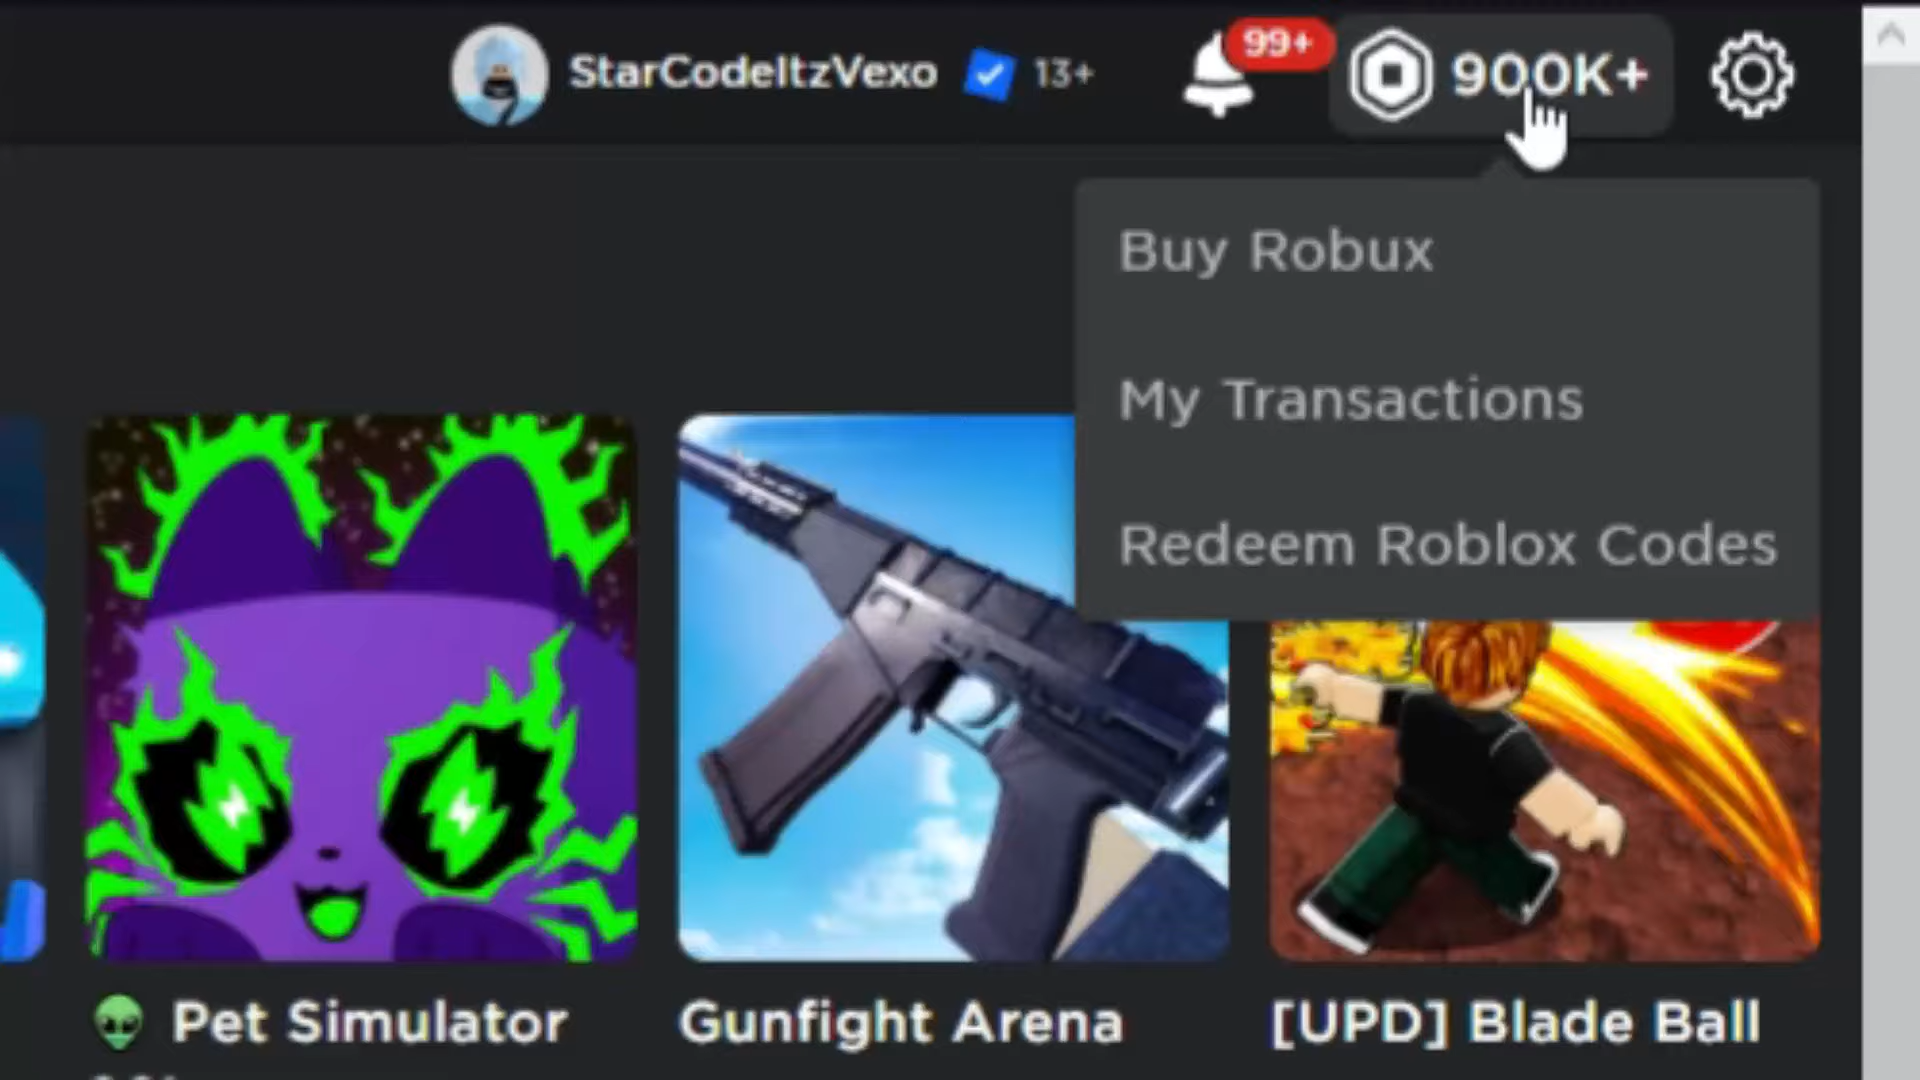 StarCodeItzVexo 13+ 99+ 900K+
Buy Robux
My Transactions
Redeem Roblox Codes
Pet Simulator
Gunfight Arena
[UPD] Blade Ball